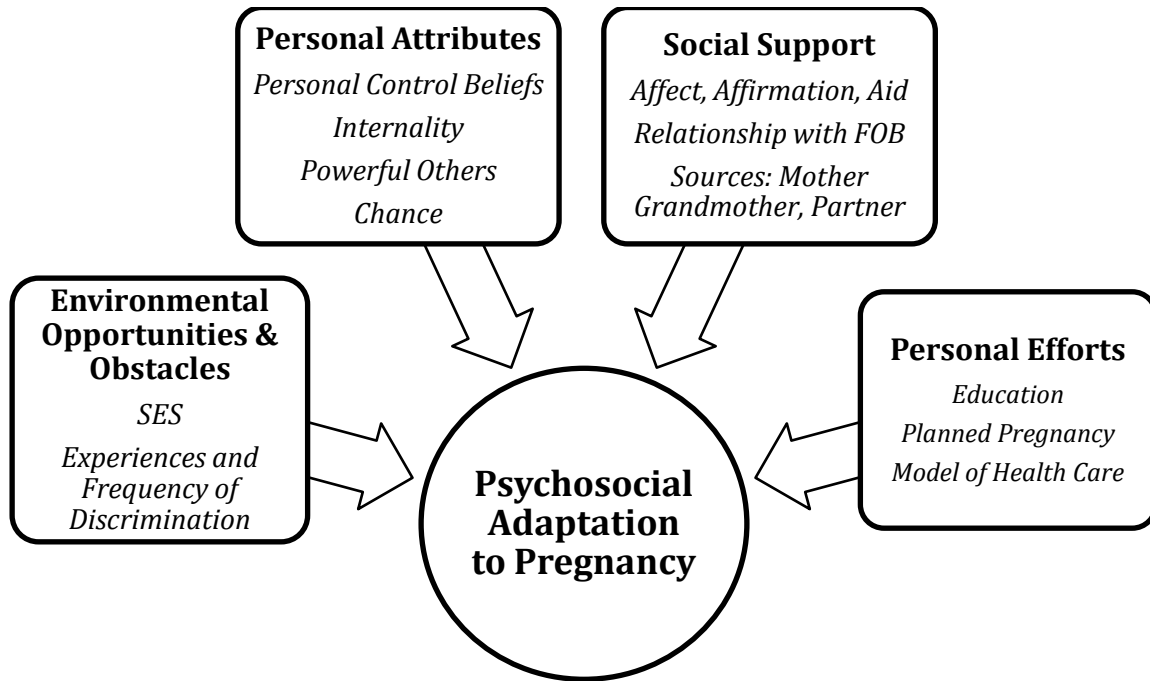 Personal Attributes
Personal Control Beliefs
Internality
Powerful Others
Chance
Social Support
Affect, Affirmation, Aid
Relationship with FOB
Sources: Mother
Grandmother, Partner
Environmental
Opportunities &
Obstacles
SES
Experiences and
Frequency of
Discrimination
Personal Efforts
Education
Planned Pregnancy
Model of Health Care
Psychosocial
Adaptation
to Pregnancy